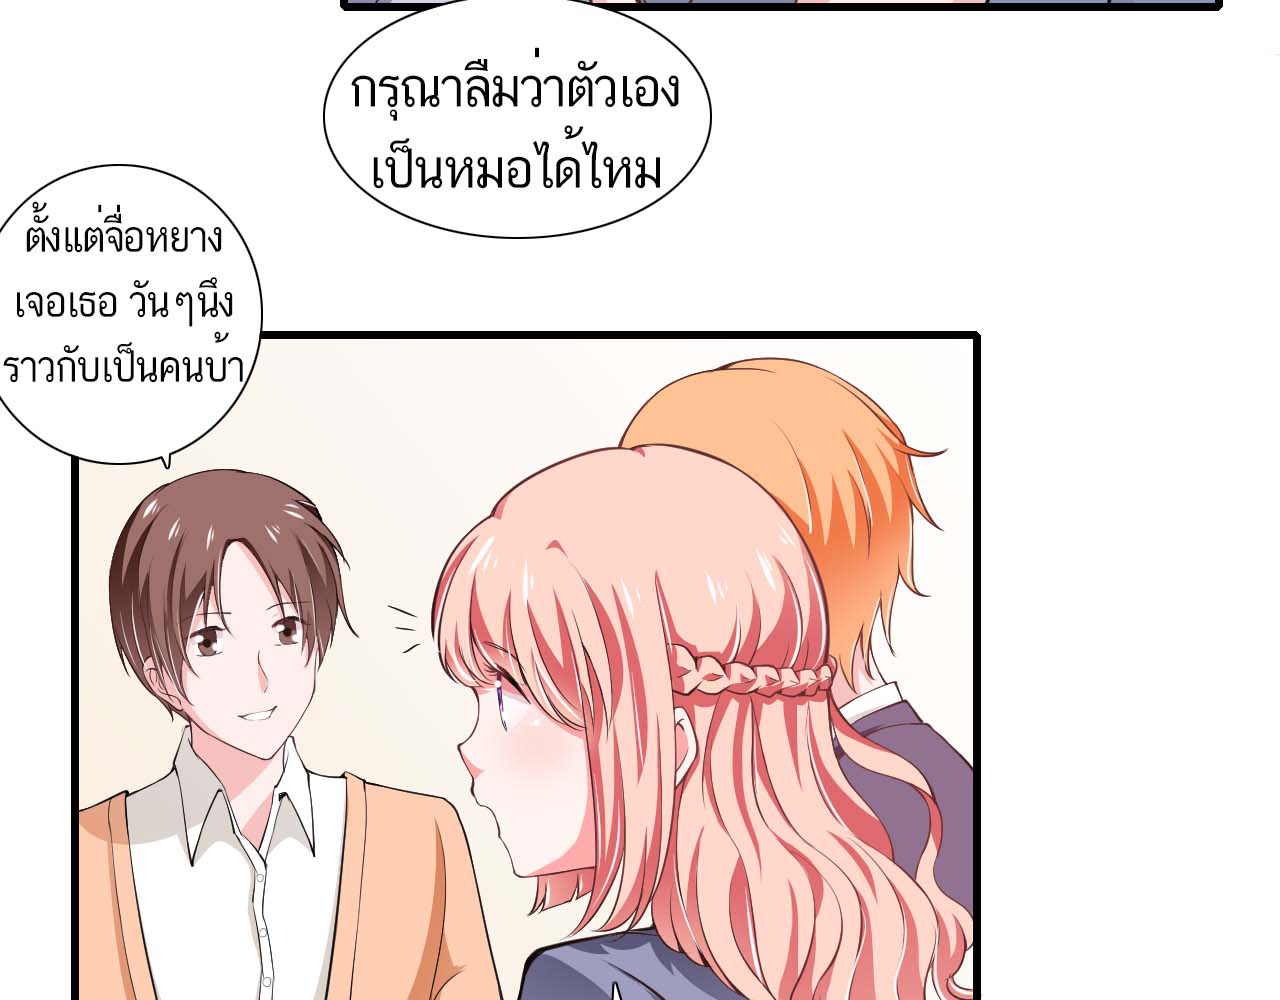 กรุณาลืมว่าตัวเอง
เป็นหมอได้ไหม
ตั้งแต่จื่อหยาง
เจอเธอ วันๆนึง
ราวกับเป็นคนบ้า